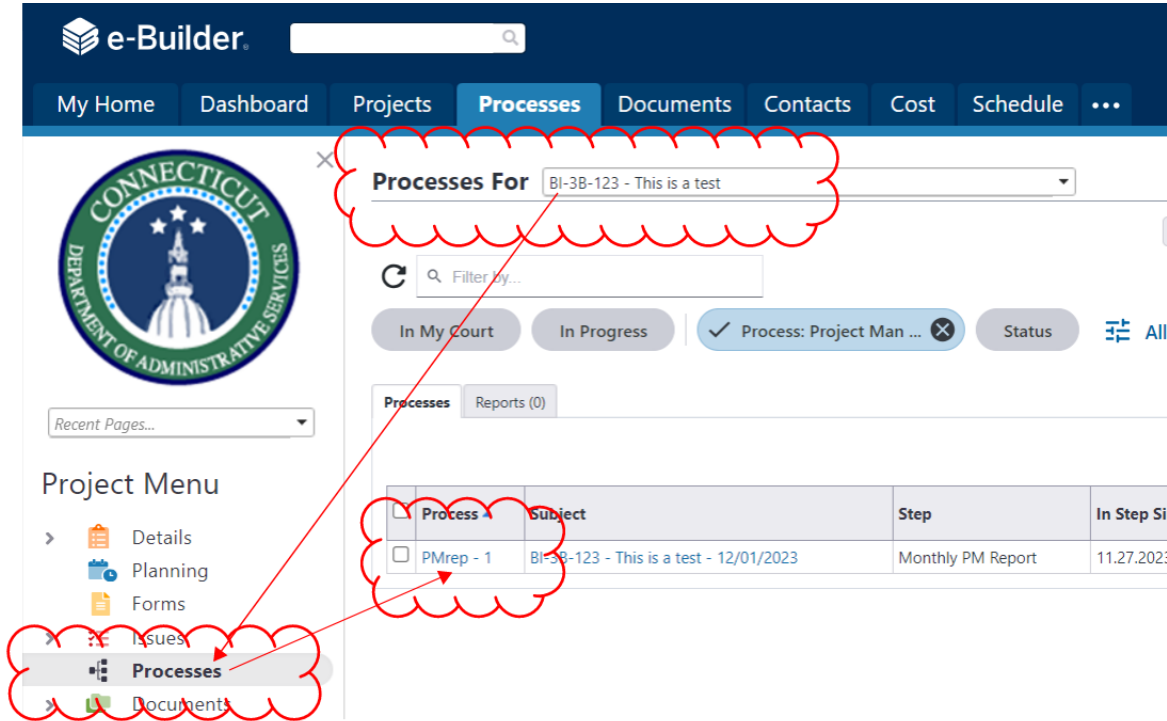 e-Builder®
My Home Dashboard Projects Processes Documents Contacts Cost Schedule •••
CONNECTICUT
DEPARTMENT OF ADMINISTRATIVE SERVICES
Processes For BI-3B-123 - This is a test
Filter by...
In My Court In Progress Process: Project Man ... Status All
Processes Reports (0)
Recent Pages...
Project Menu
Details
Planning
Forms
Issues
Processes
Documents
Process Subject Step In Step Si
PMrep - 1 BI-3B-123 - This is a test - 12/01/2023 Monthly PM Report 11.27.2023